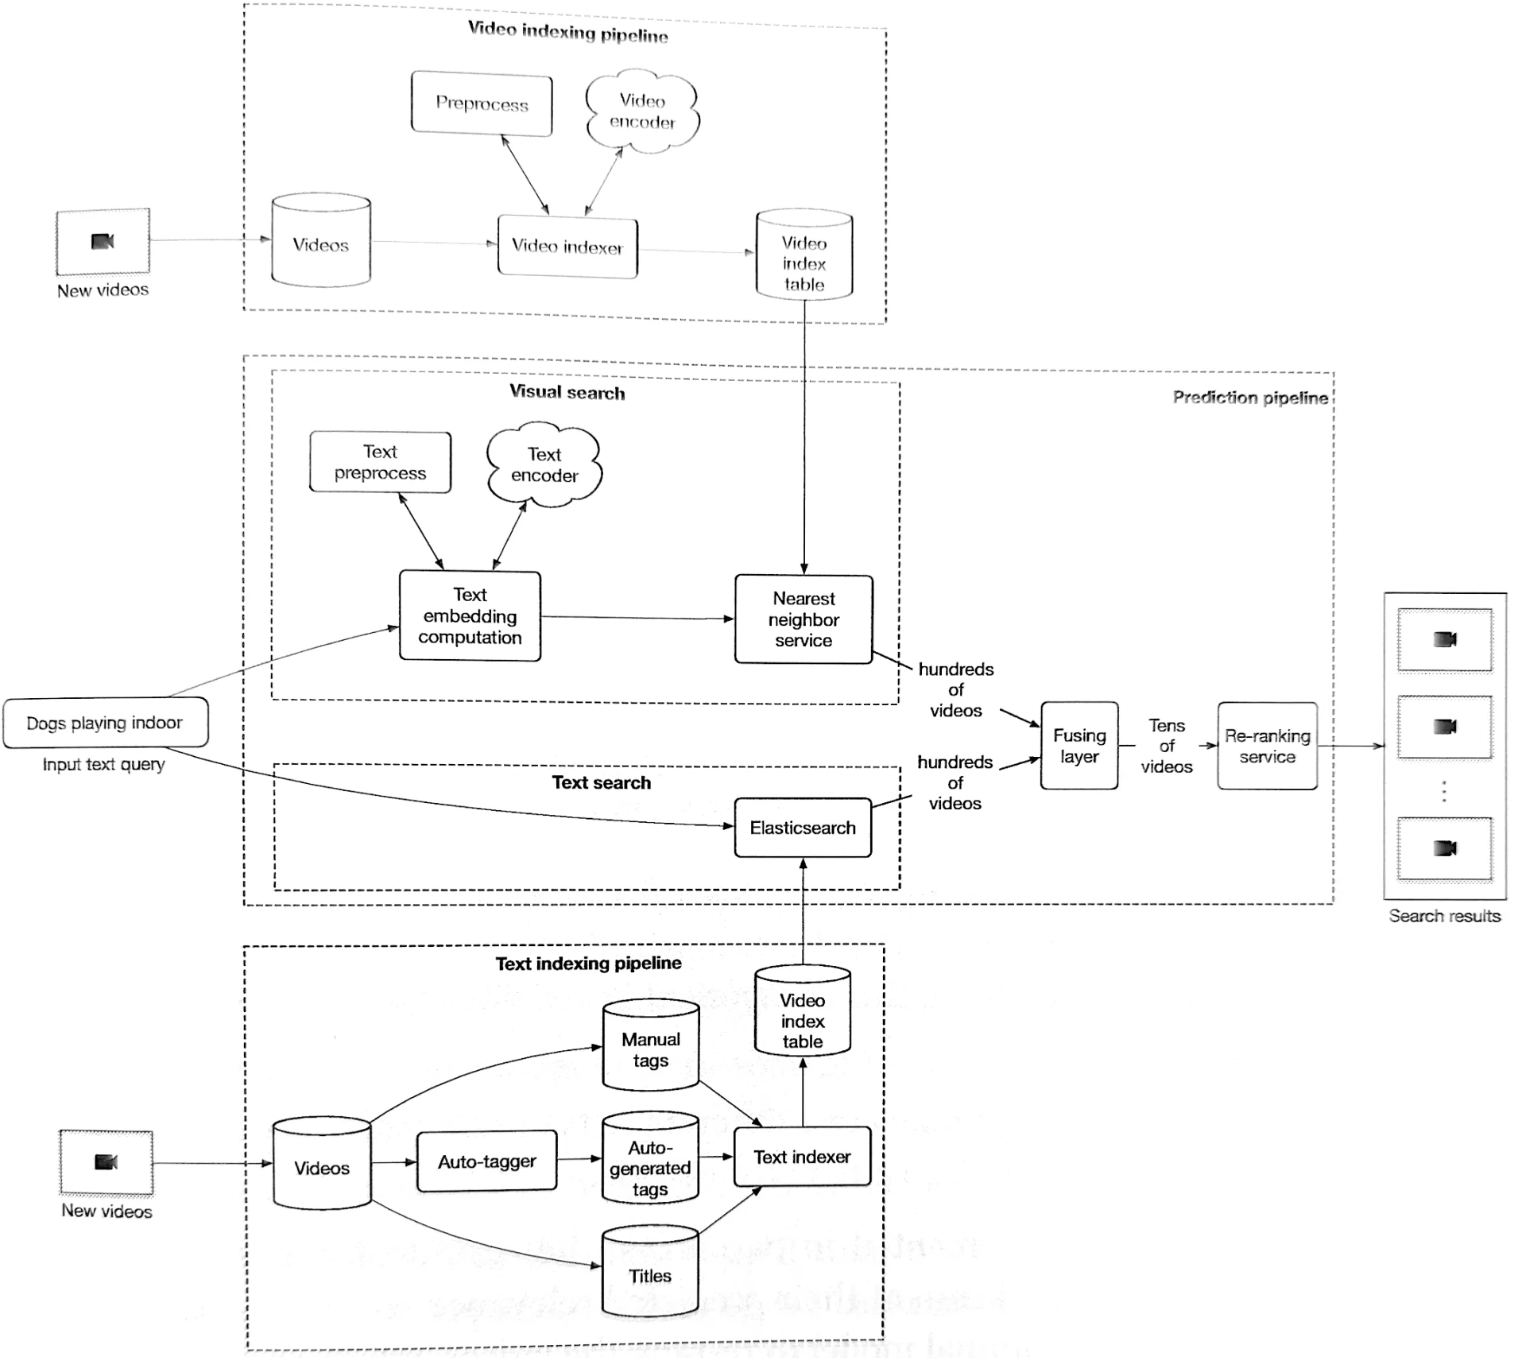 Video indexing pipeline
Preprocess
Video
encoder
Videos
Video indexer
Video
index
table
New videos
Visual search
Prediction pipeline
Text
preprocess
Text
encoder
Text
embedding
computation
Nearest
neighbor
service
hundreds
of
videos
Dogs playing indoor
Input text query
Fusing
layer
Tens
of
videos
Re-ranking
service
Text search
hundreds
of
videos
Elasticsearch
Search results
Text indexing pipeline
Video
index
table
Manual
tags
Videos
Auto-tagger
Auto-
generated
tags
Text indexer
New videos
Titles